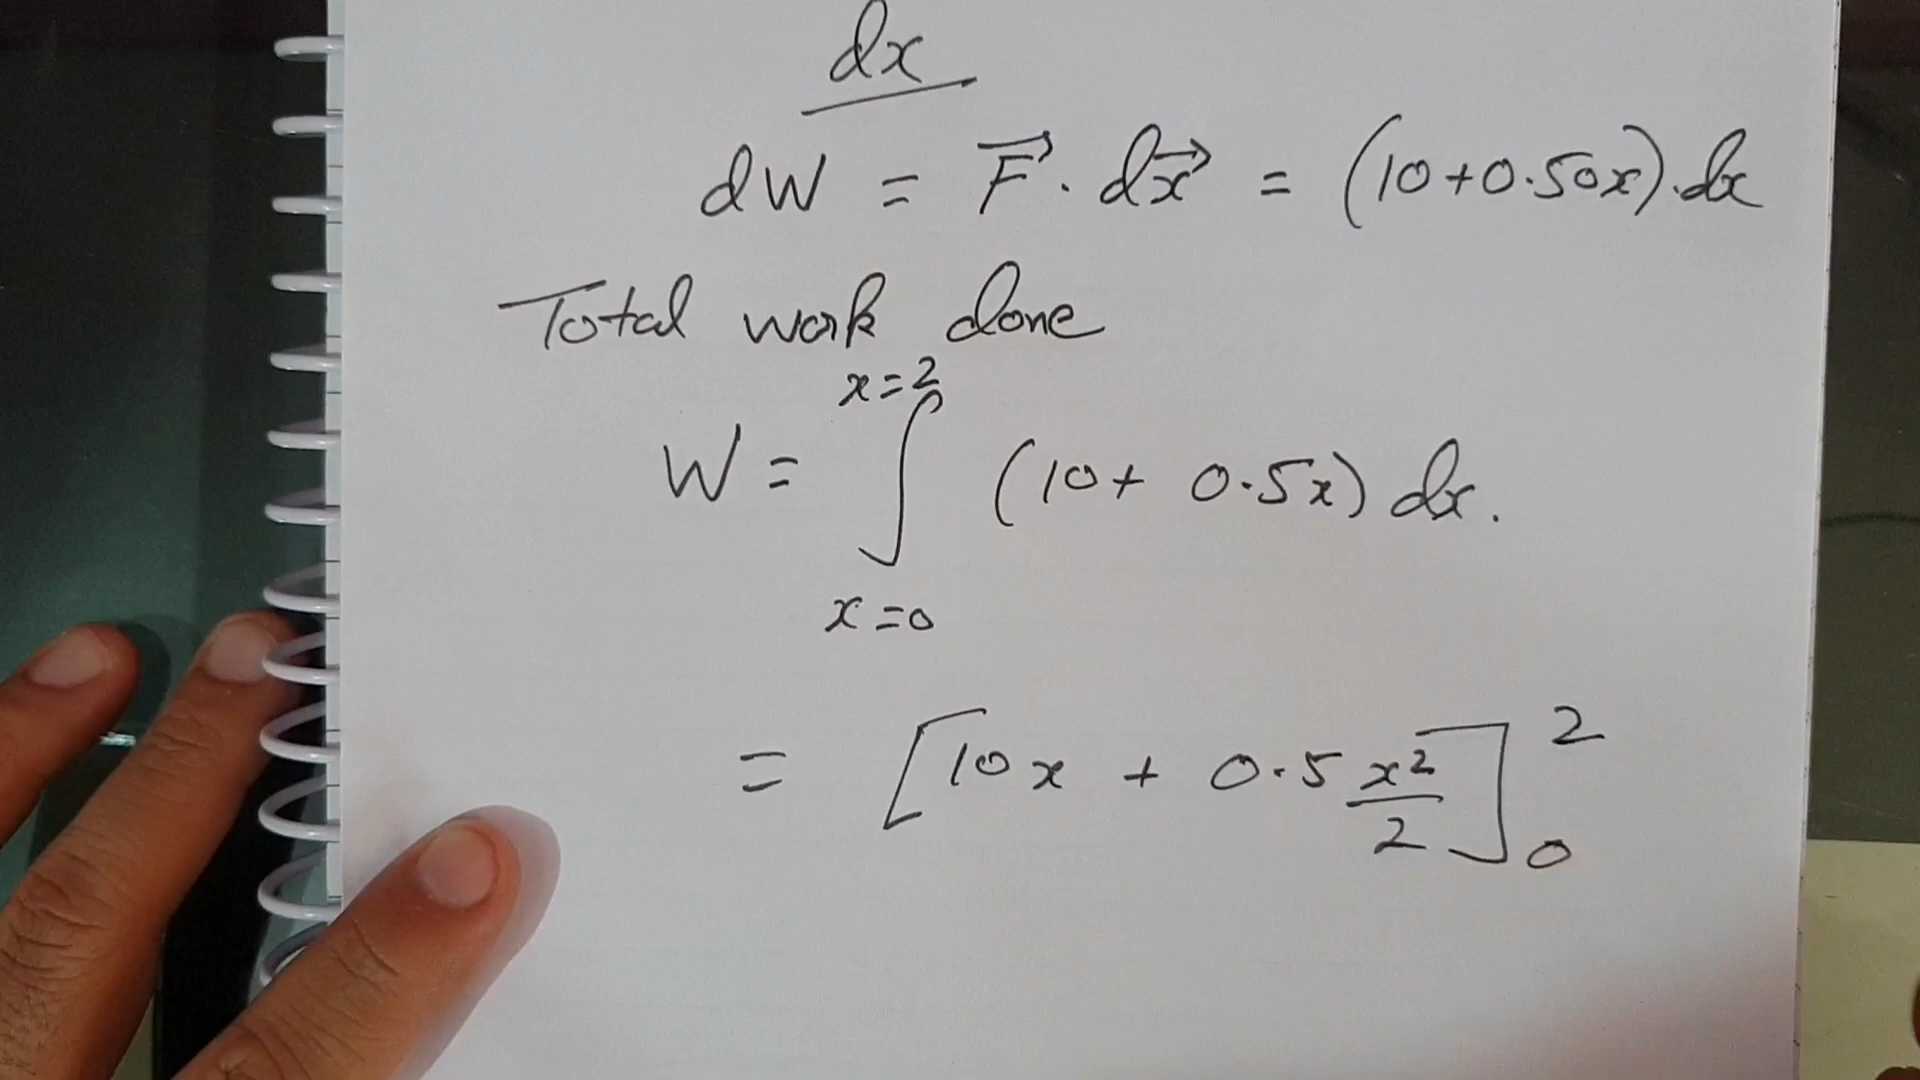 dx
dW = F⃗ . dx⃗ = (10+0.50x).dx
Total work done
x=2
W = ∫ (10+ 0.5x) dx.
x=0
= [10x + 0.5 x²/2]₀²